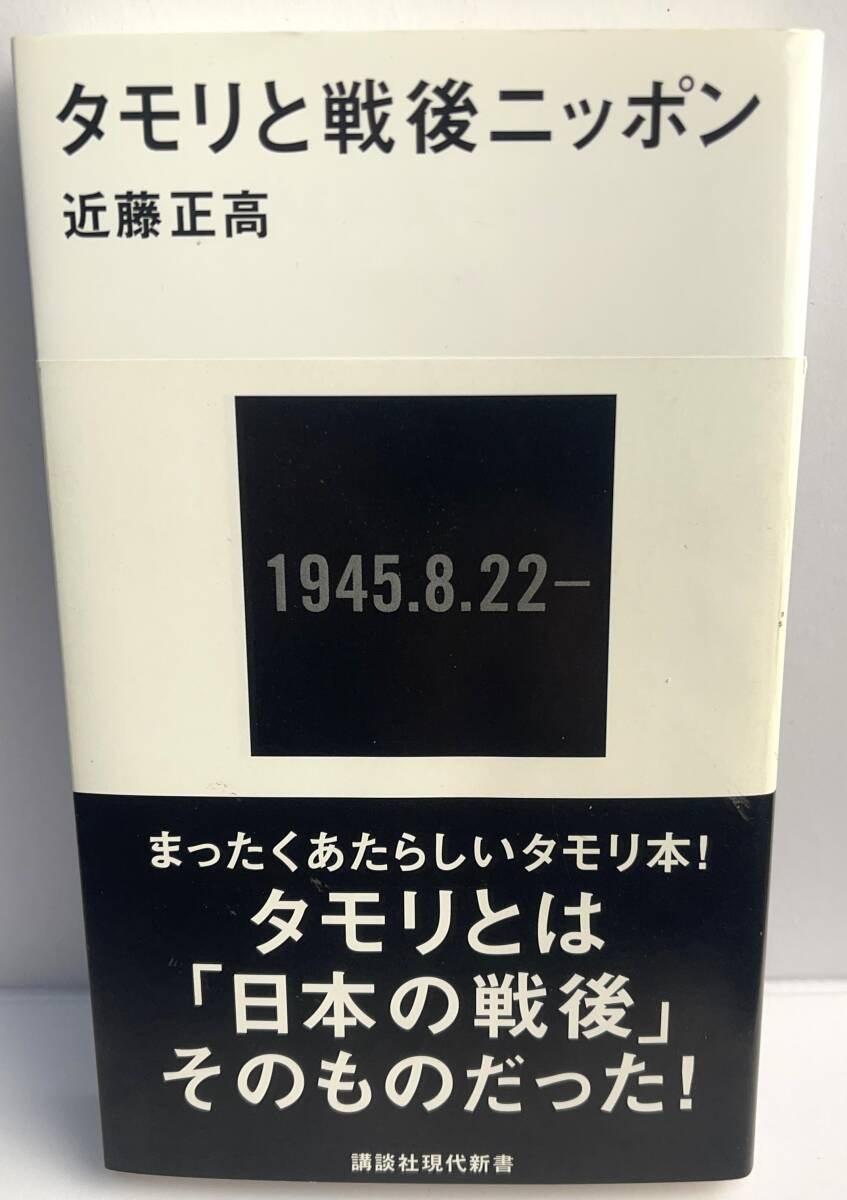 タモリと戦後ニッポン
近藤正高
1945.8.22–
まったくあたらしいタモリ本!
タモリとは
「日本の戦後」
そのものだった!
講談社現代新書